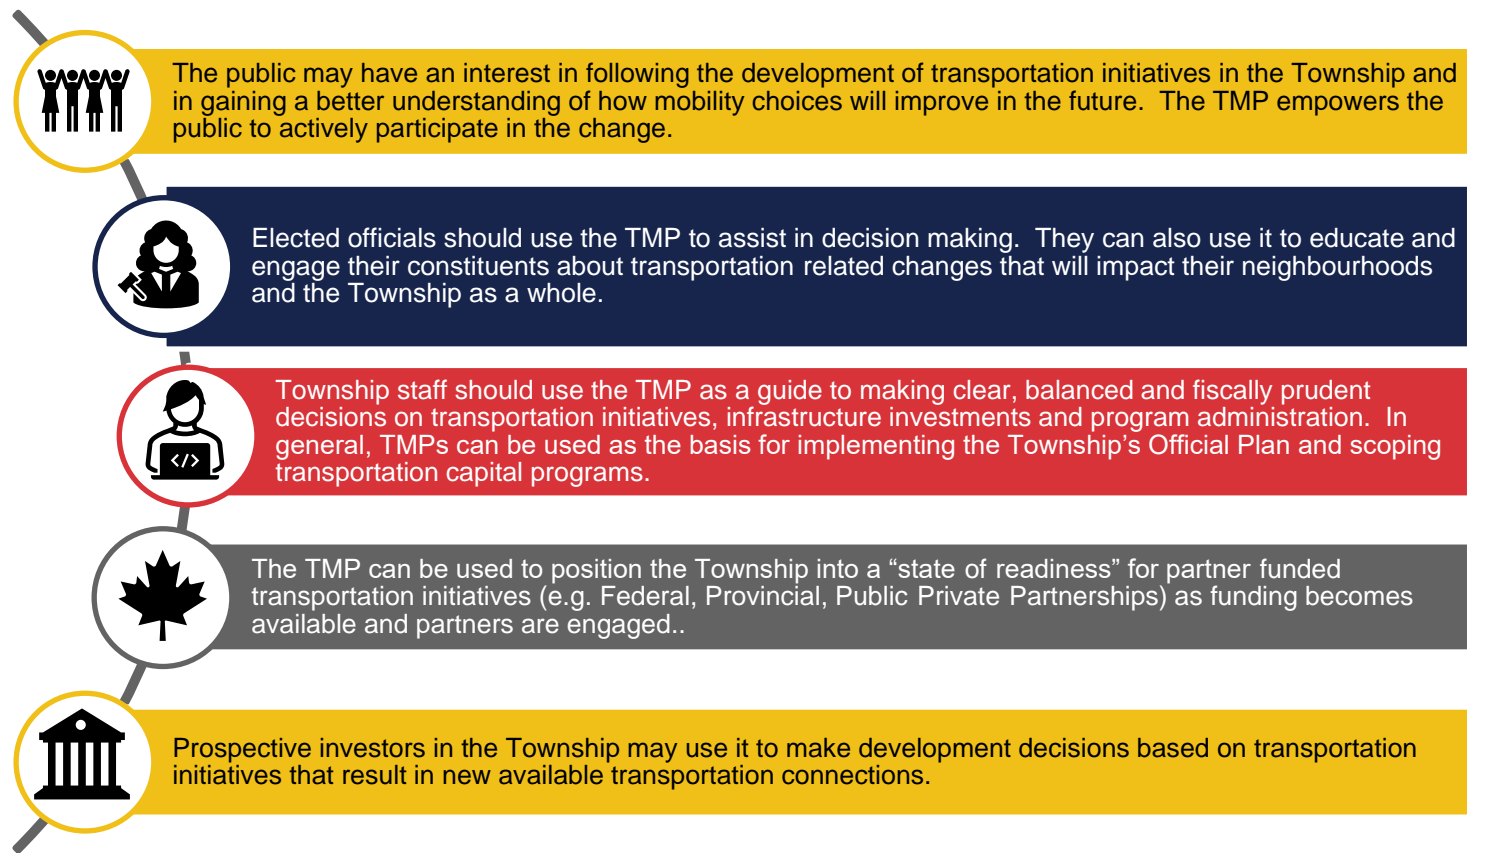 The public may have an interest in following the development of transportation initiatives in the Township and
in gaining a better understanding of how mobility choices will improve in the future.  The TMP empowers the
public to actively participate in the change.
Elected officials should use the TMP to assist in decision making.  They can also use it to educate and
engage their constituents about transportation related changes that will impact their neighbourhoods
and the Township as a whole.
Township staff should use the TMP as a guide to making clear, balanced and fiscally prudent
decisions on transportation initiatives, infrastructure investments and program administration.  In
general, TMPs can be used as the basis for implementing the Township’s Official Plan and scoping
transportation capital programs.
</>
The TMP can be used to position the Township into a “state of readiness” for partner funded
transportation initiatives (e.g. Federal, Provincial, Public Private Partnerships) as funding becomes
available and partners are engaged..
Prospective investors in the Township may use it to make development decisions based on transportation
initiatives that result in new available transportation connections.